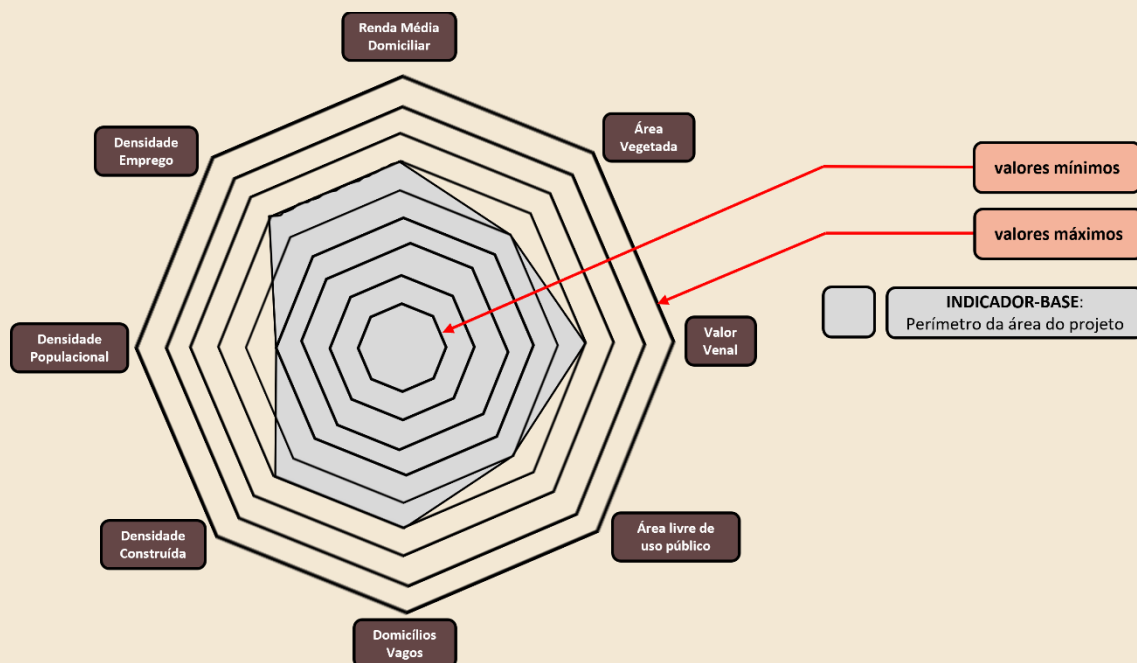 Renda Média
Domiciliar
Densidade
Emprego
Área
Vegetada
valores mínimos
valores máximos
INDICADOR-BASE:
Perímetro da área do projeto
Densidade
Populacional
Valor
Venal
Densidade
Construída
Área livre de
uso público
Domicílios
Vagos